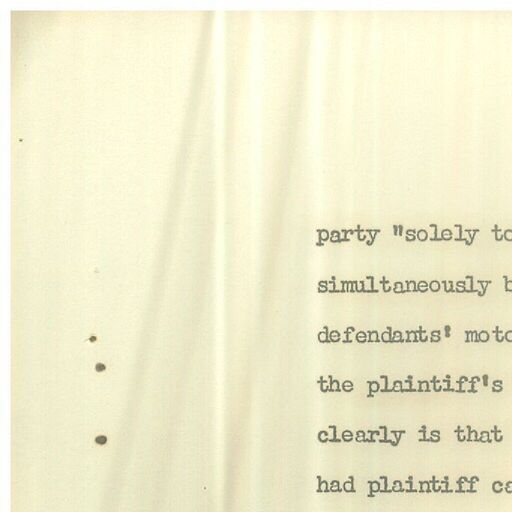 party "solely to
simultaneously b
defendants' moto
the plaintiff's
clearly is that
had plaintiff ca